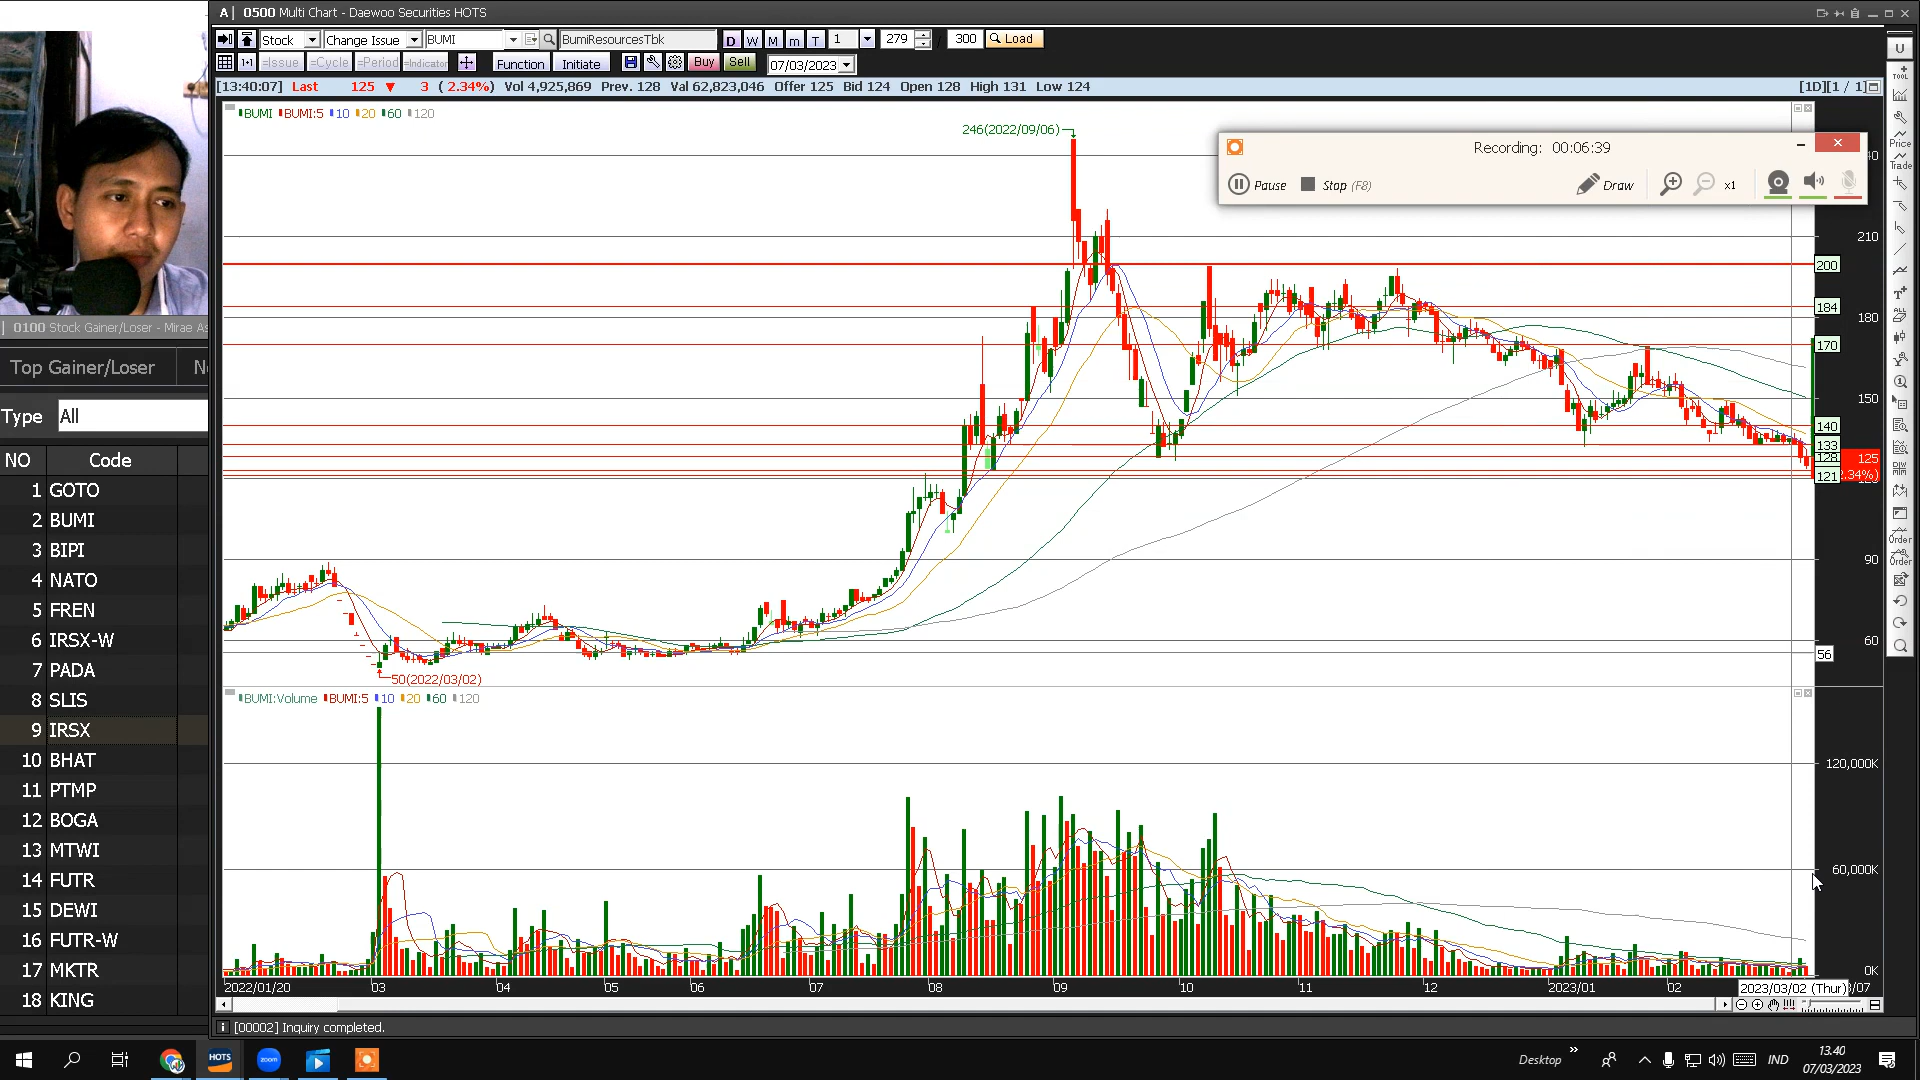 A | 0500 Multi Chart - Daewoo Securities HOTS
Stock Change Issue BUMI BumiResourcesTbk D W M m T 1 279 300 Load
1•1 =Issue =Cycle =Period =Indicator Function Initiate Buy Sell 07/03/2023
[13:40:07] Last 125 ▼ 3 ( 2.34%) Vol 4,925,869 Prev. 128 Val 62,823,046 Offer 125 Bid 124 Open 128 High 131 Low 124 [1D][1 / 1]
BUMI BUMI:5 10 20 60 120
246(2022/09/06)
Recording: 00:06:39
Pause Stop (F8) Draw x1
U
TOOL
Price
Trade
Order
Order
210
200
184
180
170
150
140
133
128
125
121
90
60
56
50(2022/03/02)
BUMI:Volume BUMI:5 10 20 60 120
120,000K
60,000K
0K
2022/01/20 03 04 05 06 07 08 09 10 11 12 2023/01 02 2023/03/02 (Thur) /07
[00002] Inquiry completed.
0100 Stock Gainer/Loser - Mirae As
Top Gainer/Loser
Type All
NO Code
1 GOTO
2 BUMI
3 BIPI
4 NATO
5 FREN
6 IRSX-W
7 PADA
8 SLIS
9 IRSX
10 BHAT
11 PTMP
12 BOGA
13 MTWI
14 FUTR
15 DEWI
16 FUTR-W
17 MKTR
18 KING
HOTS zoom Desktop IND 13.40
07/03/2023